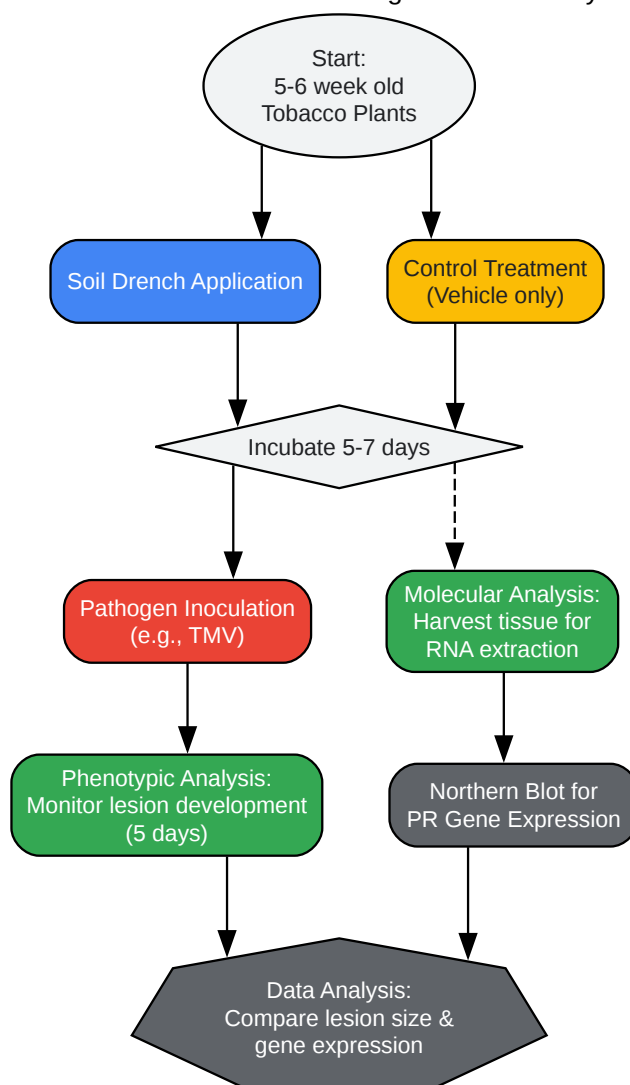 Start:
5-6 week old
Tobacco Plants
Soil Drench Application
Control Treatment
(Vehicle only)
Incubate 5-7 days
Pathogen Inoculation
(e.g., TMV)
Molecular Analysis:
Harvest tissue for
RNA extraction
Phenotypic Analysis:
Monitor lesion development
(5 days)
Northern Blot for
PR Gene Expression
Data Analysis:
Compare lesion size &
gene expression